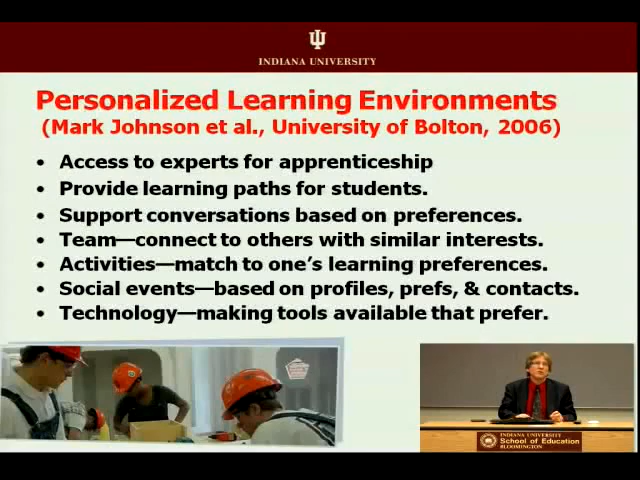 INDIANA UNIVERSITY
Personalized Learning Environments
(Mark Johnson et al., University of Bolton, 2006)
• Access to experts for apprenticeship
• Provide learning paths for students.
• Support conversations based on preferences.
• Team—connect to others with similar interests.
• Activities—match to one's learning preferences.
• Social events—based on profiles, prefs, & contacts.
• Technology—making tools available that prefer.
INDIANA UNIVERSITY
School of Education
BLOOMINGTON